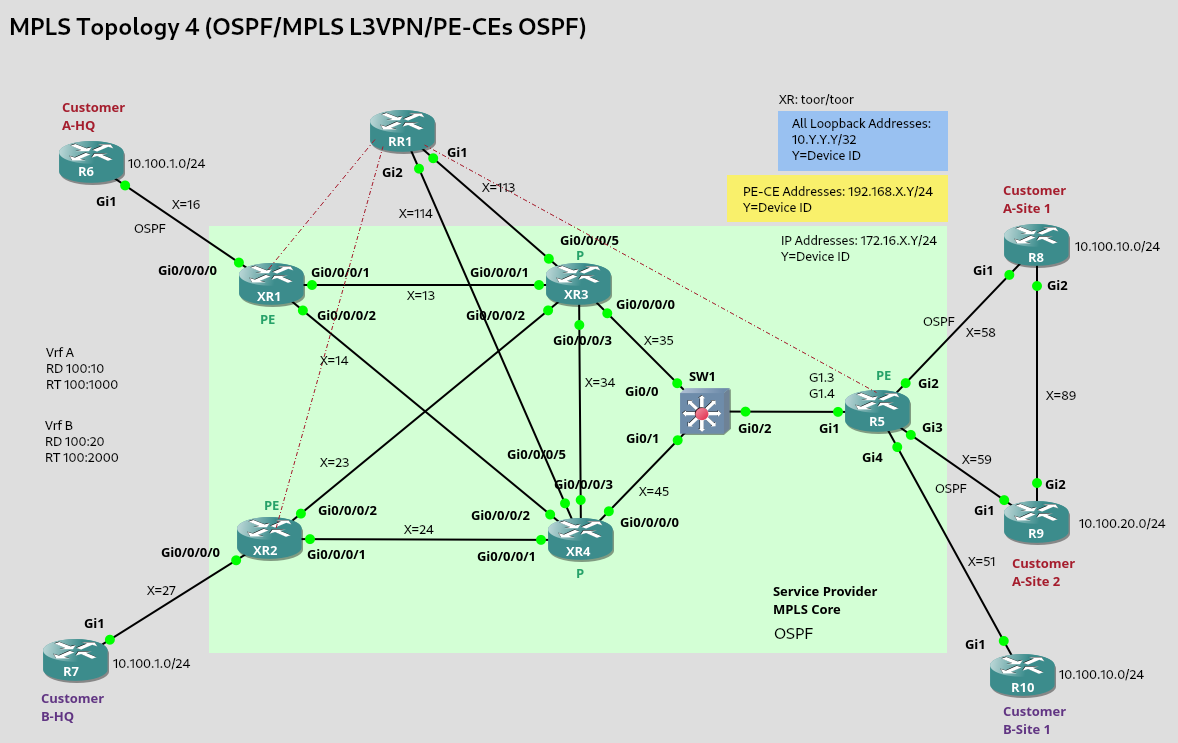 MPLS Topology 4 (OSPF/MPLS L3VPN/PE-CEs OSPF)
Customer
A-HQ
R6
10.100.1.0/24
Gi1
X=16
OSPF
RR1
Gi1
Gi2
X=113
X=114
XR: toor/toor
All Loopback Addresses:
10.Y.Y.Y/32
Y=Device ID
PE-CE Addresses: 192.168.X.Y/24
Y=Device ID
IP Addresses: 172.16.X.Y/24
Y=Device ID
Customer
A-Site 1
R8
10.100.10.0/24
Gi1
Gi2
Gi0/0/0/0
XR1
PE
Gi0/0/0/1
Gi0/0/0/2
X=13
X=14
Gi0/0/0/5
P
Gi0/0/0/1
XR3
Gi0/0/0/0
Gi0/0/0/2
Gi0/0/0/3
X=35
X=34
OSPF
X=58
Vrf A
RD 100:10
RT 100:1000
Vrf B
RD 100:20
RT 100:2000
SW1
Gi0/0
Gi0/1
Gi0/2
G1.3
G1.4
PE
R5
Gi1
Gi2
Gi3
Gi4
X=89
X=59
OSPF
X=23
Gi0/0/0/5
Gi0/0/0/3
X=45
PE
Gi0/0/0/2
XR2
Gi0/0/0/0
Gi0/0/0/1
X=24
Gi0/0/0/2
Gi0/0/0/0
Gi0/0/0/1
XR4
P
Gi2
Gi1
R9
10.100.20.0/24
Customer
A-Site 2
X=51
X=27
Gi1
R7
10.100.1.0/24
Customer
B-HQ
Service Provider
MPLS Core
OSPF
Gi1
R10
10.100.10.0/24
Customer
B-Site 1